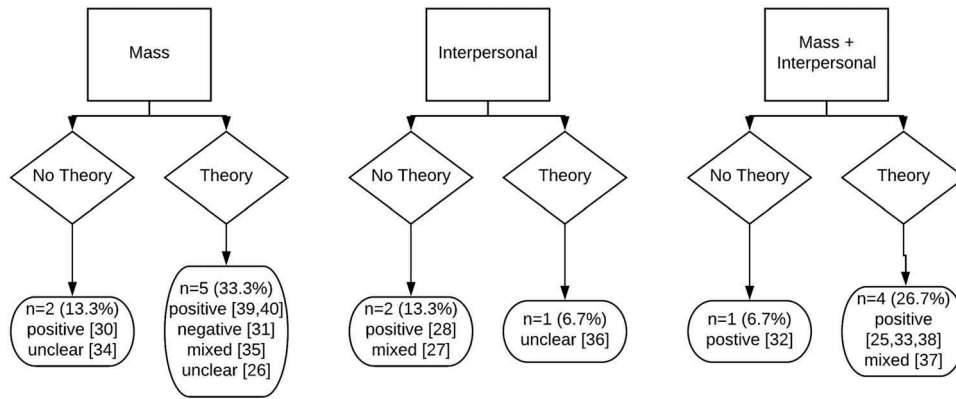 Mass
Interpersonal
Mass +
Interpersonal
No Theory
Theory
No Theory
Theory
No Theory
Theory
n=2 (13.3%)
positive [30]
unclear [34]
n=5 (33.3%)
positive [39,40]
negative [31]
mixed [35]
unclear [26]
n=2 (13.3%)
positive [28]
mixed [27]
n=1 (6.7%)
unclear [36]
n=1 (6.7%)
postive [32]
n=4 (26.7%)
positive
[25,33,38]
mixed [37]